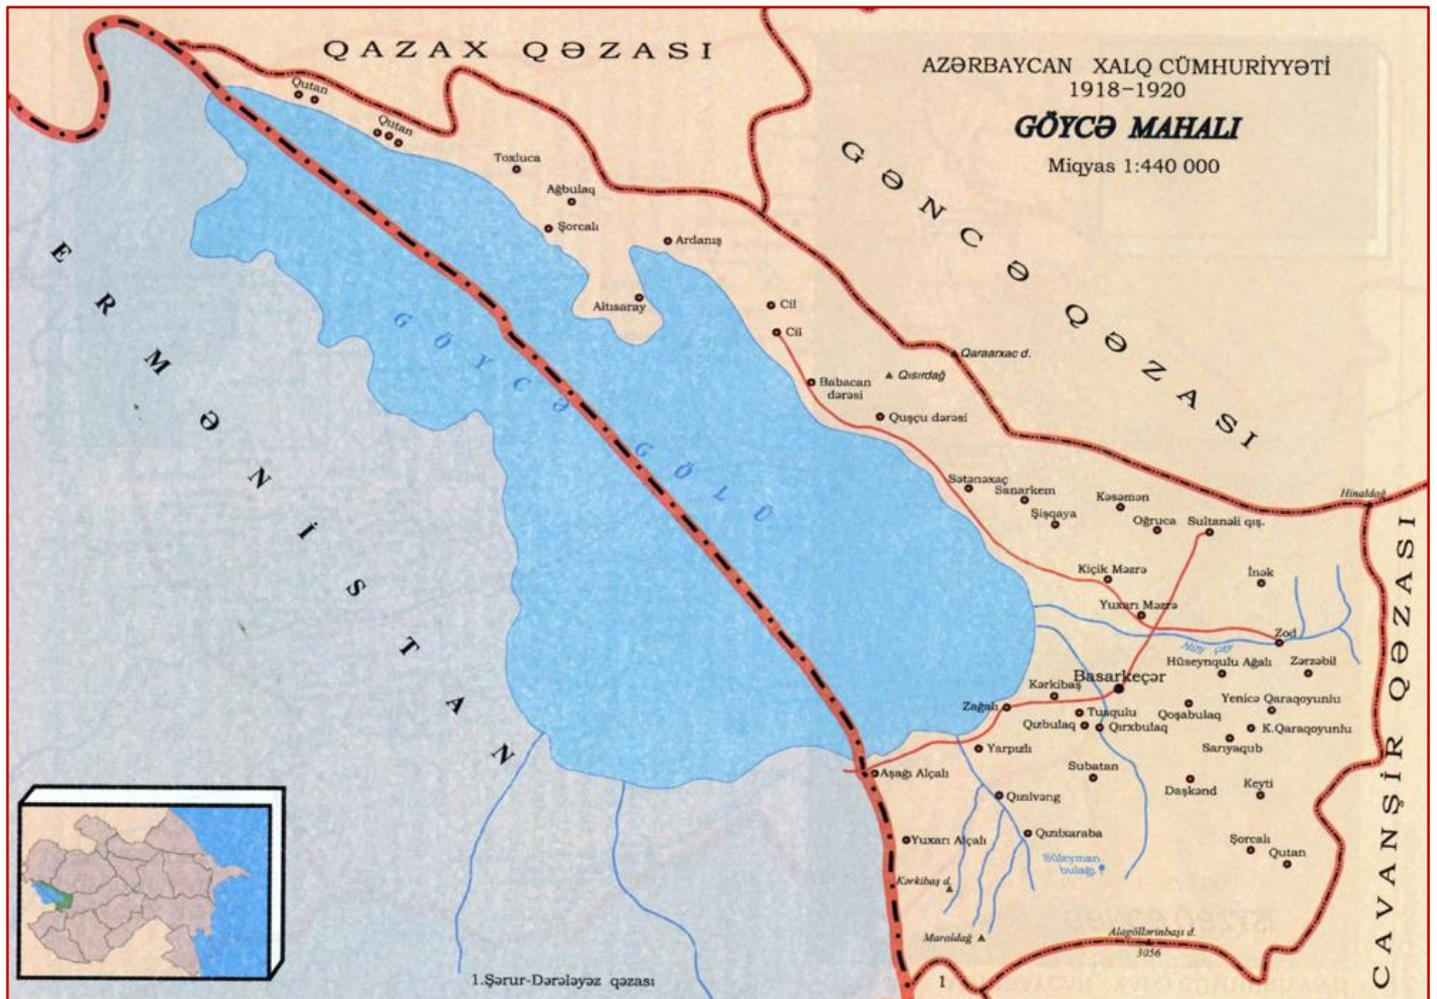 QAZAX QƏZASI
AZƏRBAYCAN XALQ CÜMHURİYYƏTİ
1918–1920
GÖYCƏ MAHALI
Miqyas 1:440 000
GƏNCƏ QƏZASI
ERMƏNİSTAN
GÖYCƏ GÖLÜ
CAVANŞİR QƏZASI
Qutan
Qutan
Toxluca
Ağbulaq
Şorcalı
Ardanış
Altısaray
Cil
Cil
Qaraarxac d.
Qısırdağ
Babacan
dərəsi
Quşçu dərəsi
Sətənəxaç
Sanarkem
Şişqaya
Kəsəmən
Oğruca
Sultanəli qış.
Hinaldağ
Kiçik Məzrə
İnək
Yuxarı Məzrə
Zod
çay
Hüseynqulu Ağalı
Zərzəbil
Basarkeçər
Kərkibaş
Zağalı
Tusqulu
Qoşabulaq
Yenicə Qaraqoyunlu
Qızbulaq
Qırxbulaq
K.Qaraqoyunlu
Sarıyaqub
Yarpızlı
Aşağı Alçalı
Subatan
Daşkənd
Keyti
Qızılvəng
Yuxarı Alçalı
Qızılxaraba
Süleyman
bulağı
Şorcalı
Qutan
Kərkibaş d.
Maraldağ
Alagöllərinbaşı d.
3056
1.Şərur-Dərələyəz qəzası
1